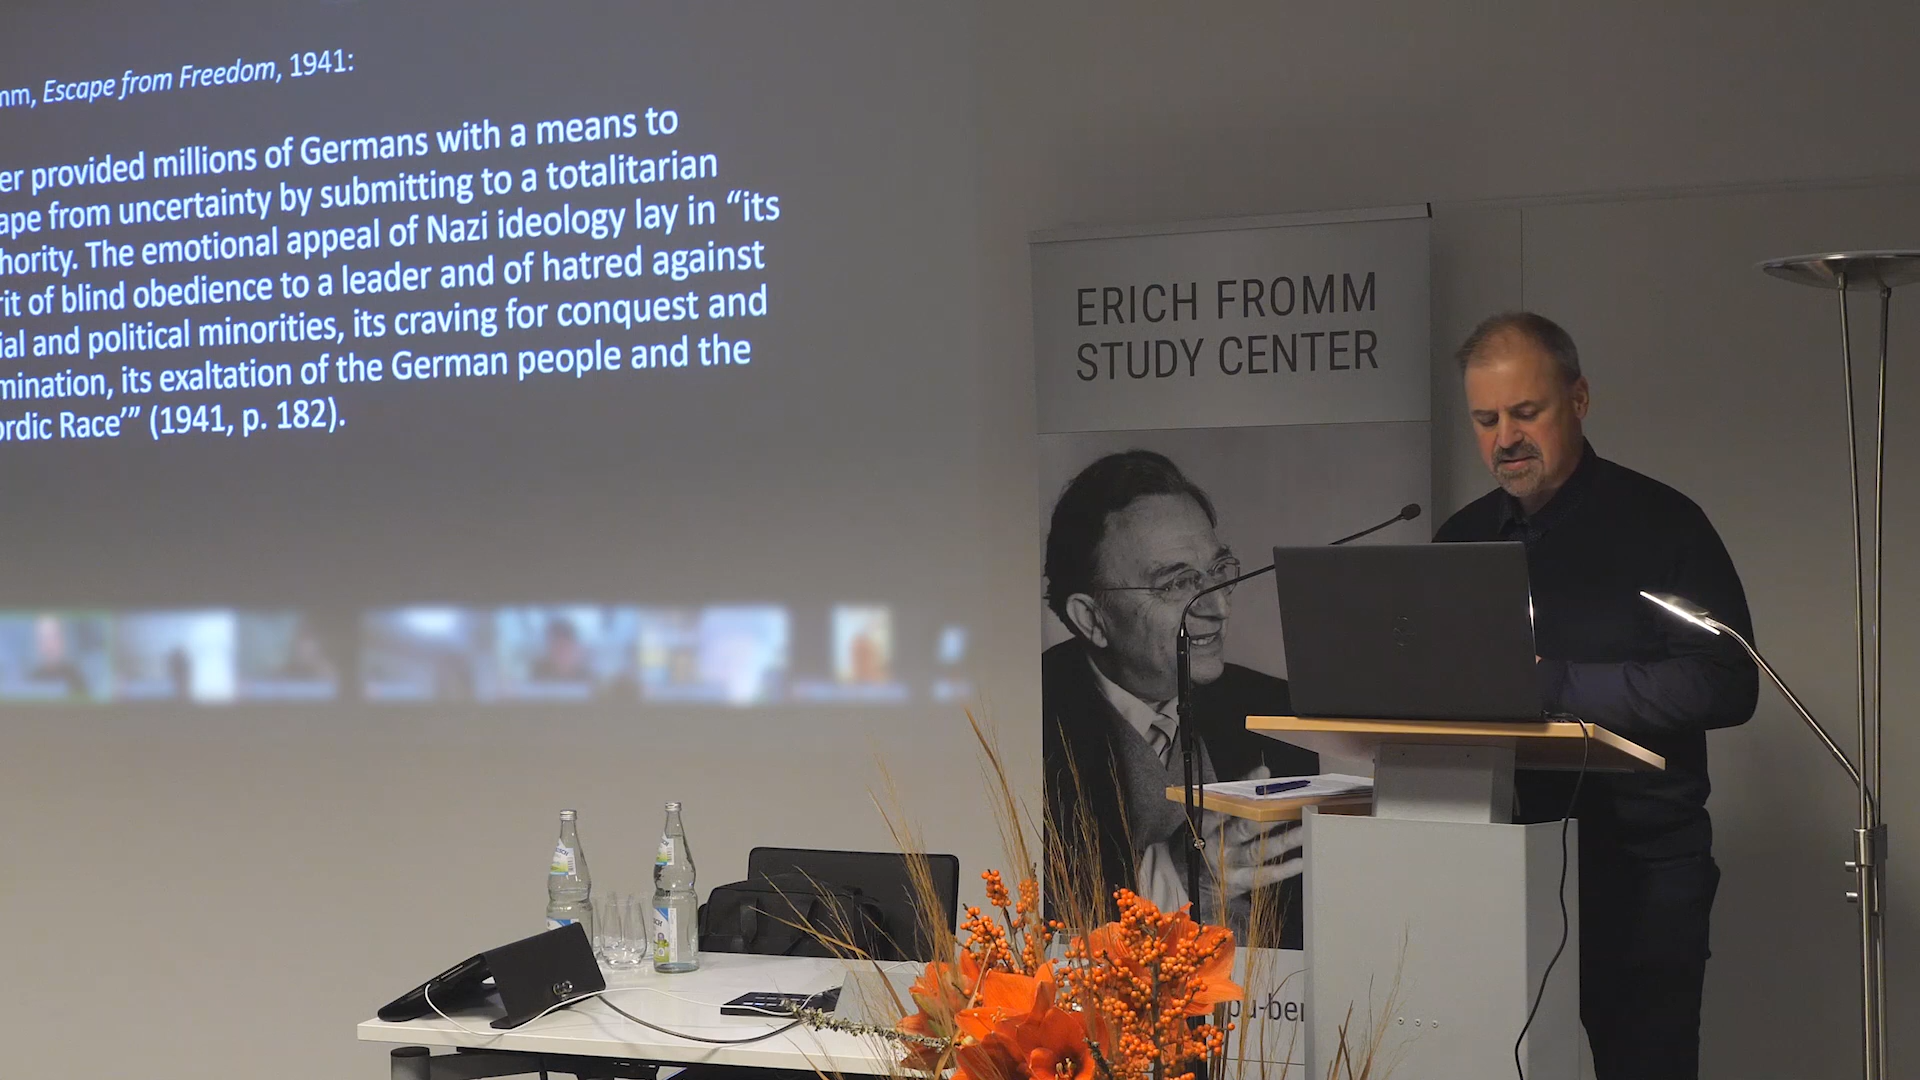 mm, Escape from Freedom, 1941:
er provided millions of Germans with a means to
ape from uncertainty by submitting to a totalitarian
hority. The emotional appeal of Nazi ideology lay in “its
rit of blind obedience to a leader and of hatred against
ial and political minorities, its craving for conquest and
mination, its exaltation of the German people and the
ordic Race’” (1941, p. 182).
ERICH FROMM
STUDY CENTER
pu-ber